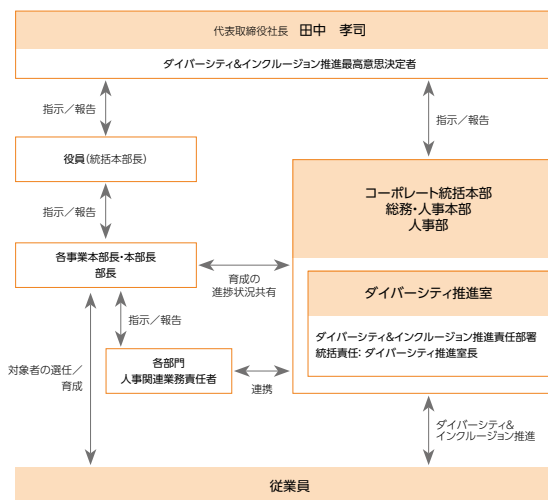 代表取締役社長 田中 孝司
ダイバーシティ&インクルージョン推進最高意思決定者
指示／報告
指示／報告
役員(統括本部長)
指示／報告
コーポレート統括本部
総務・人事本部
人事部
各事業本部長・本部長
部長
育成の
進捗状況共有
ダイバーシティ推進室
ダイバーシティ&インクルージョン推進責任部署
統括責任: ダイバーシティ推進室長
指示／報告
対象者の選任／
育成
各部門
人事関連業務責任者
連携
ダイバーシティ&
インクルージョン推進
従業員